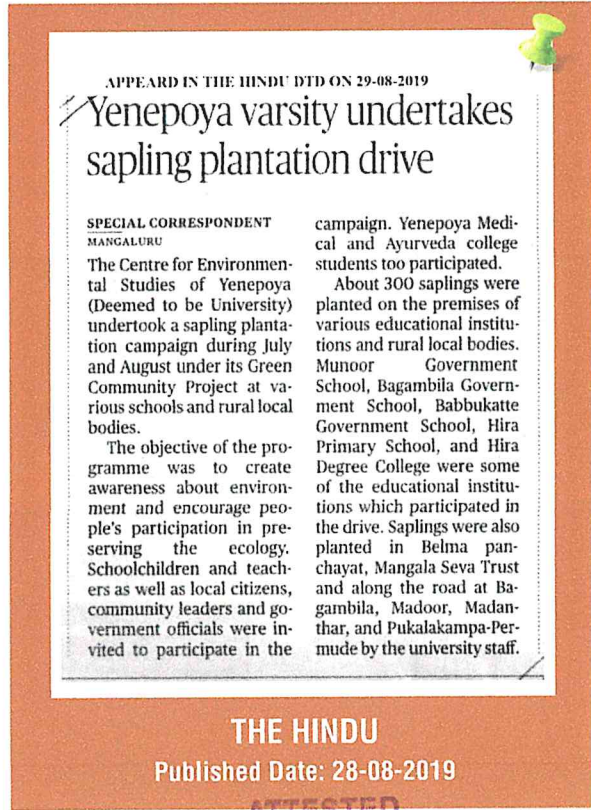 APPEARD IN THE HINDU DTD ON 29-08-2019
Yenepoya varsity undertakes
sapling plantation drive
SPECIAL CORRESPONDENT
MANGALURU
The Centre for Environmen-
tal Studies of Yenepoya
(Deemed to be University)
undertook a sapling planta-
tion campaign during July
and August under its Green
Community Project at va-
rious schools and rural local
bodies.
The objective of the pro-
gramme was to create
awareness about environ-
ment and encourage peo-
ple's participation in pre-
serving the ecology.
Schoolchildren and teach-
ers as well as local citizens,
community leaders and go-
vernment officials were in-
vited to participate in the
campaign. Yenepoya Medi-
cal and Ayurveda college
students too participated.
About 300 saplings were
planted on the premises of
various educational institu-
tions and rural local bodies.
Munoor Government
School, Bagambila Govern-
ment School, Babbukatte
Government School, Hira
Primary School, and Hira
Degree College were some
of the educational institu-
tions which participated in
the drive. Saplings were also
planted in Belma pan-
chayat, Mangala Seva Trust
and along the road at Ba-
gambila, Madoor, Madan-
thar, and Pukalakampa-Per-
mude by the university staff.
THE HINDU
Published Date: 28-08-2019
ATTESTED